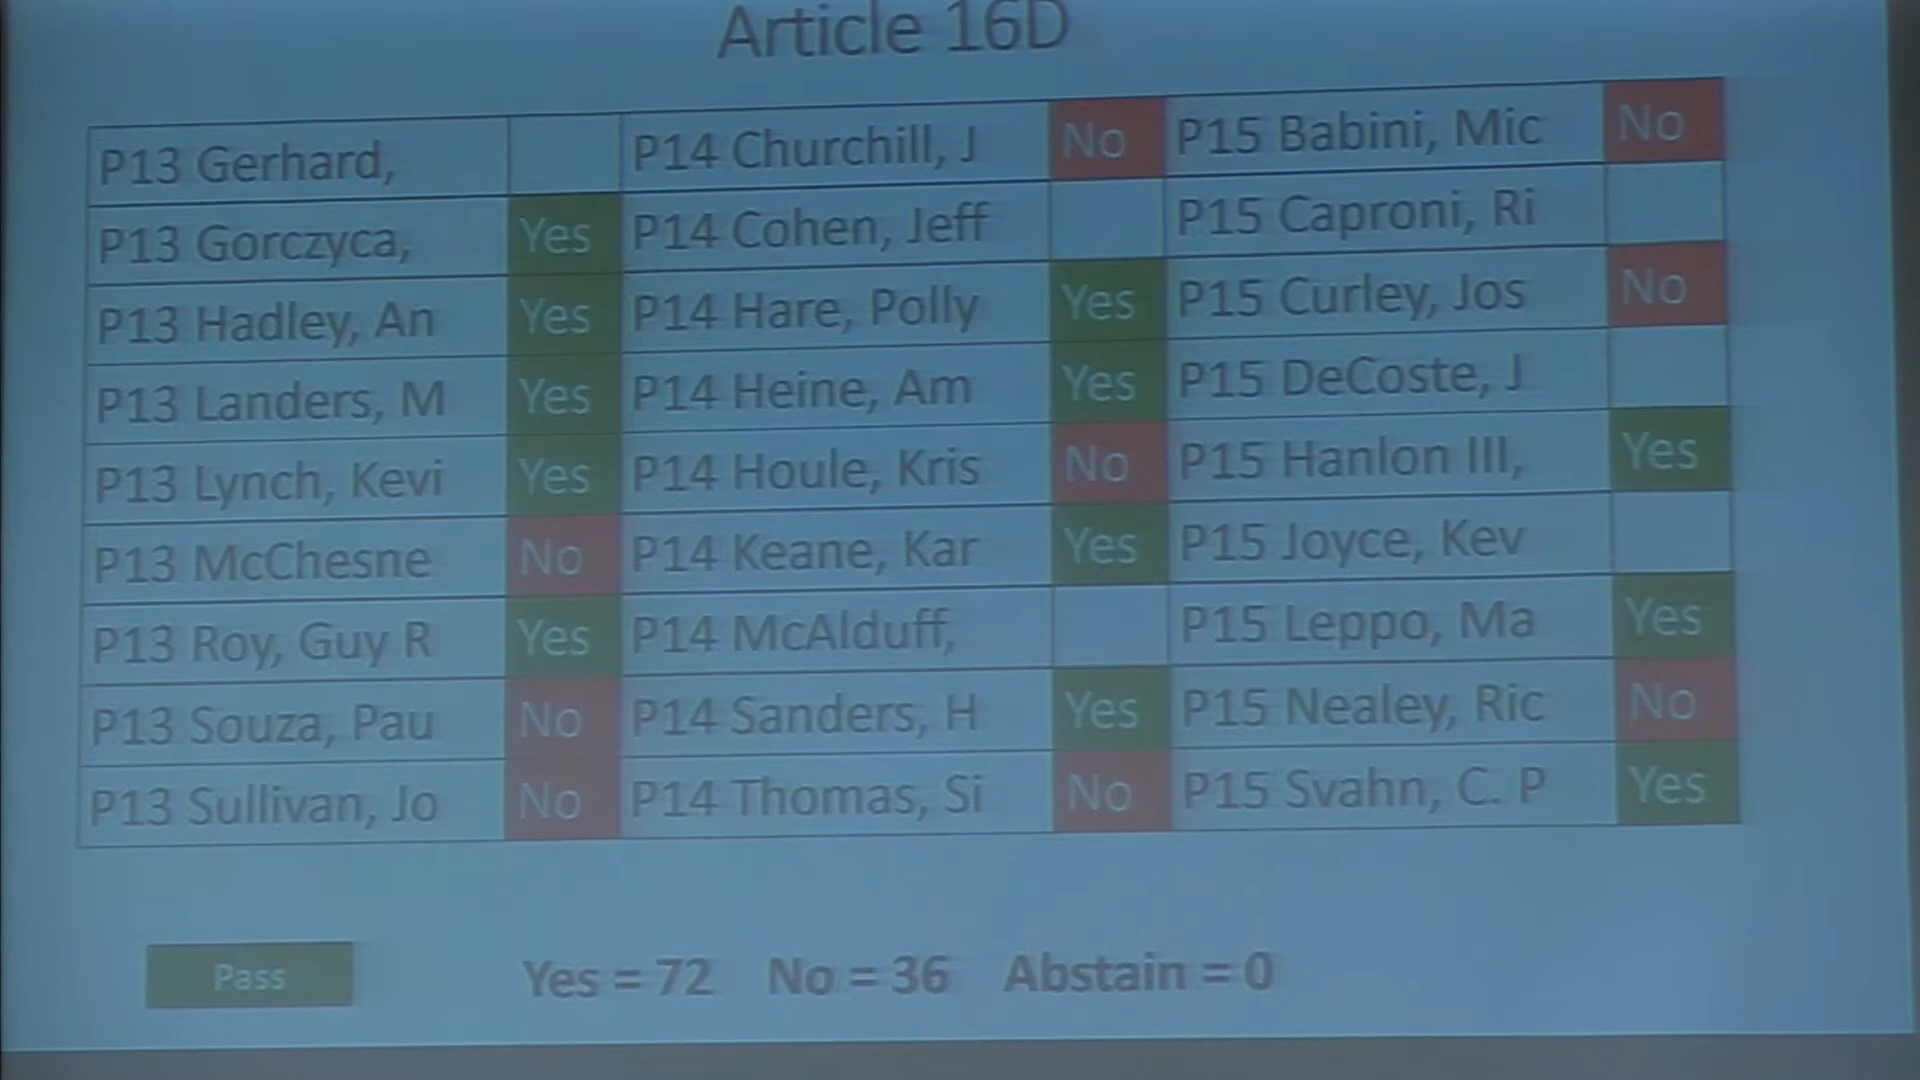 Article 16D
P13 Gerhard, P14 Churchill, J No P15 Babini, Mic No
P13 Gorczyca, Yes P14 Cohen, Jeff P15 Caproni, Ri
P13 Hadley, An Yes P14 Hare, Polly Yes P15 Curley, Jos No
P13 Landers, M Yes P14 Heine, Am Yes P15 DeCoste, J
P13 Lynch, Kevi Yes P14 Houle, Kris No P15 Hanlon III, Yes
P13 McChesne No P14 Keane, Kar Yes P15 Joyce, Kev
P13 Roy, Guy R Yes P14 McAlduff, P15 Leppo, Ma Yes
P13 Souza, Pau No P14 Sanders, H Yes P15 Nealey, Ric No
P13 Sullivan, Jo No P14 Thomas, Si No P15 Svahn, C. P Yes
Pass Yes = 72 No = 36 Abstain = 0